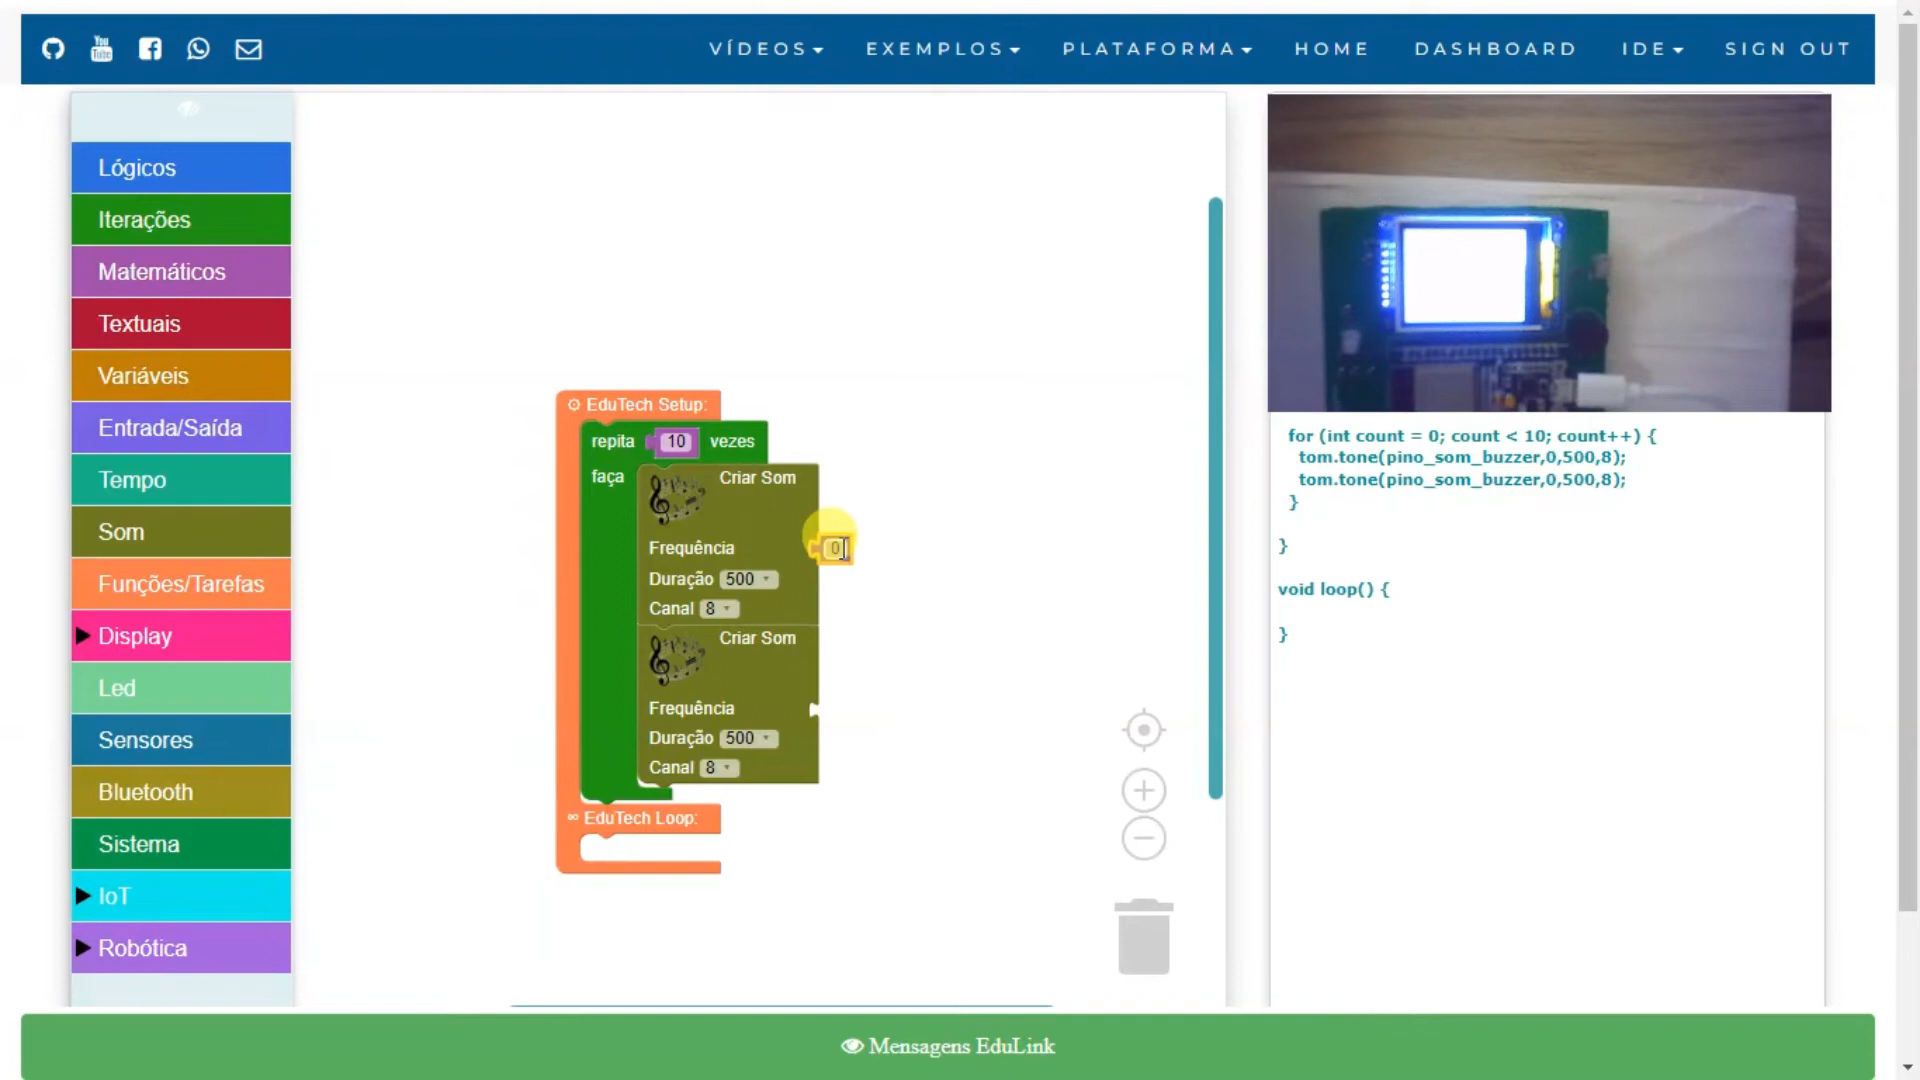 You
Tube
VÍDEOS
EXEMPLOS
PLATAFORMA
HOME
DASHBOARD
IDE
SIGN OUT
Lógicos
Iterações
Matemáticos
Textuais
Variáveis
Entrada/Saída
Tempo
Som
Funções/Tarefas
Display
Led
Sensores
Bluetooth
Sistema
IoT
Robótica
EduTech Setup:
repita 10 vezes
faça
Criar Som
Frequência 0
Duração 500
Canal 8
Criar Som
Frequência
Duração 500
Canal 8
∞ EduTech Loop:
for (int count = 0; count < 10; count++) {
tom.tone(pino_som_buzzer,0,500,8);
tom.tone(pino_som_buzzer,0,500,8);
}
}
void loop() {
}
Mensagens EduLink